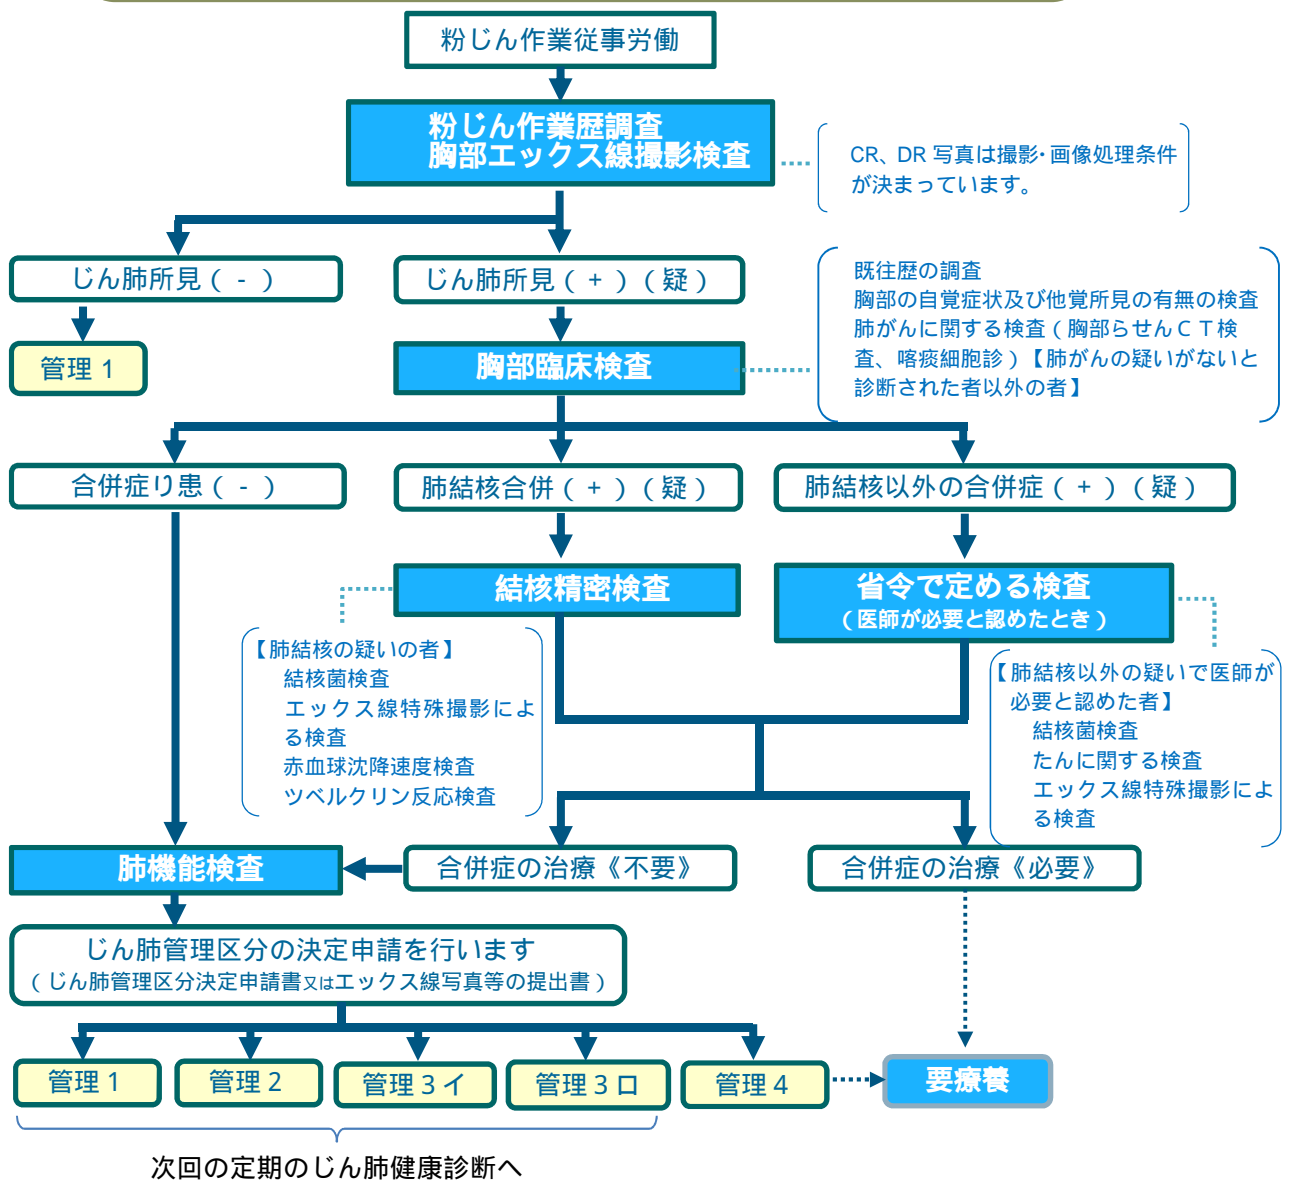 粉じん作業従事労働
粉じん作業歴調査
胸部エックス線撮影検査
CR、DR 写真は撮影・画像処理条件
が決まっています。
じん肺所見（－）
じん肺所見（＋）（疑）
管理１
胸部臨床検査
既往歴の調査
胸部の自覚症状及び他覚所見の有無の検査
肺がんに関する検査（胸部らせんＣＴ検
査、喀痰細胞診）【肺がんの疑いがないと
診断された者以外の者】
合併症り患（－）
肺結核合併（＋）（疑）
肺結核以外の合併症（＋）（疑）
結核精密検査
省令で定める検査
（医師が必要と認めたとき）
【肺結核の疑いの者】
結核菌検査
エックス線特殊撮影によ
る検査
赤血球沈降速度検査
ツベルクリン反応検査
【肺結核以外の疑いで医師が
必要と認めた者】
結核菌検査
たんに関する検査
エックス線特殊撮影によ
る検査
肺機能検査
合併症の治療《不要》
合併症の治療《必要》
じん肺管理区分の決定申請を行います
（じん肺管理区分決定申請書又はエックス線写真等の提出書）
管理１
管理２
管理３イ
管理３ロ
管理４
要療養
次回の定期のじん肺健康診断へ